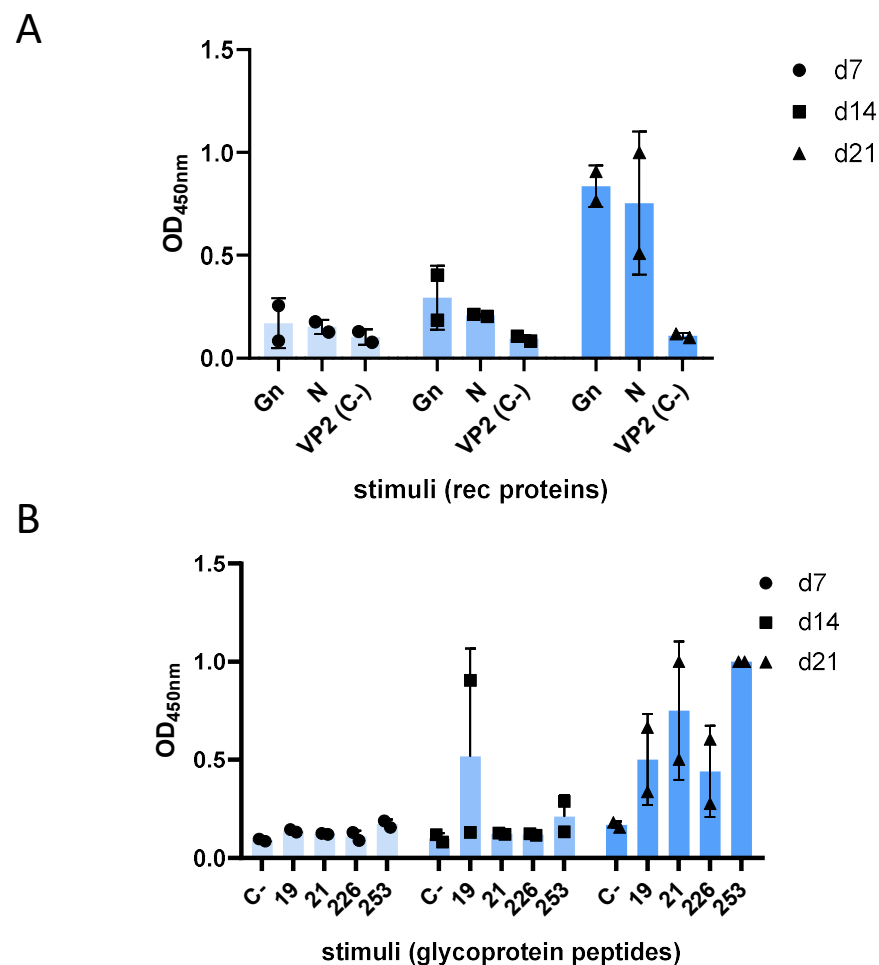 A
1.5
1.0
0.5
0.0
OD450nm
d7
d14
d21
Gn
N
VP2 (C-)
Gn
N
VP2 (C-)
Gn
N
VP2 (C-)
stimuli (rec proteins)
B
1.5
1.0
0.5
0.0
OD450nm
d7
d14
d21
C-
19
21
226
253
C-
19
21
226
253
C-
19
21
226
253
stimuli (glycoprotein peptides)